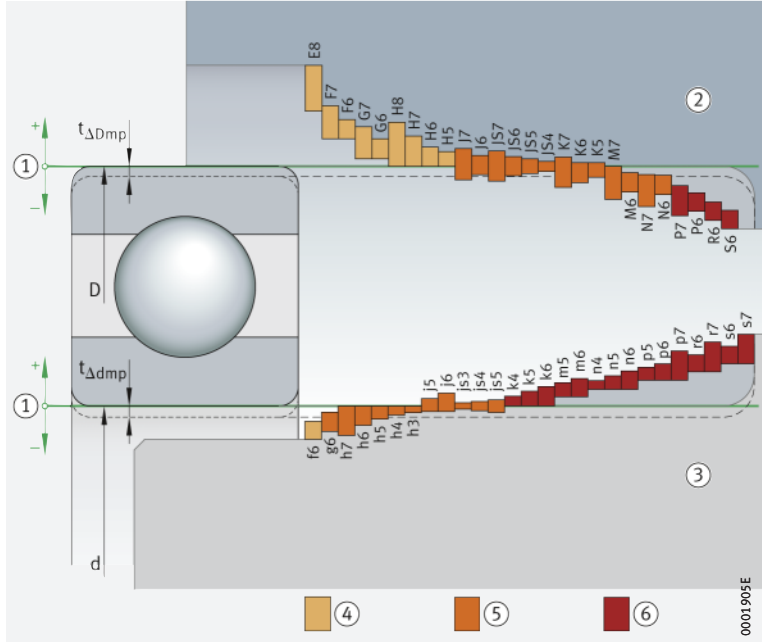 E8
F7
F6
G7
G6
H8
H7
H6
H5
J7
J6
JS7
JS6
JS5
JS4
K7
K6
K5
M7
M6
N7
N6
P7
P6
R6
S6
2
t∆Dmp
+
1
−
D
t∆dmp
+
1
−
d
f6
g6
h7
h6
h5
h4
h3
j5
j6
js3
js4
js5
k4
k5
k6
m5
m6
n4
n5
n6
p5
p6
p7
r6
r7
s6
s7
3
4
5
6
0001905E